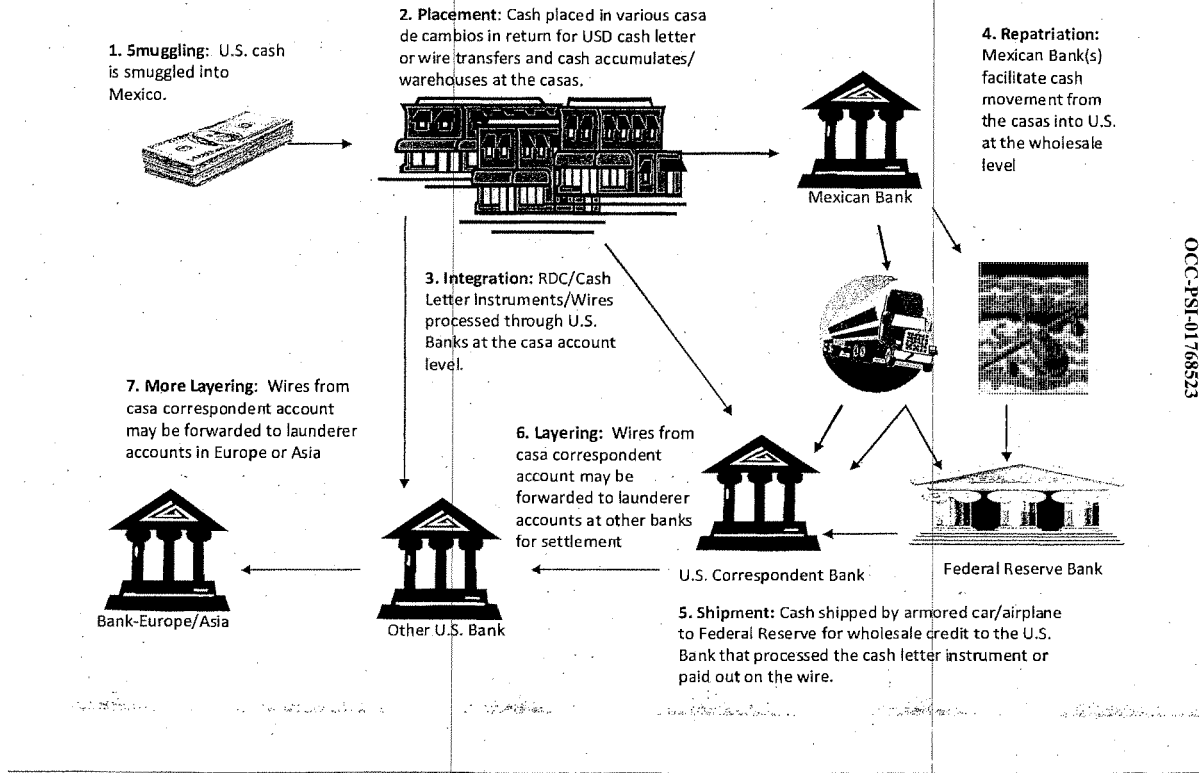 1. Smuggling: U.S. cash
is smuggled into
Mexico.
2. Placement: Cash placed in various casa
de cambios in return for USD cash letter
or wire transfers and cash accumulates/
warehouses at the casas.
4. Repatriation:
Mexican Bank(s)
facilitate cash
movement from
the casas into U.S.
at the wholesale
level
Mexican Bank
3. Integration: RDC/Cash
Letter Instruments/Wires
processed through U.S.
Banks at the casa account
level.
7. More Layering: Wires from
casa correspondent account
may be forwarded to launderer
accounts in Europe or Asia
6. Layering: Wires from
casa correspondent
account may be
forwarded to launderer
accounts at other banks
for settlement
Bank-Europe/Asia
Other U.S. Bank
U.S. Correspondent Bank
Federal Reserve Bank
5. Shipment: Cash shipped by armored car/airplane
to Federal Reserve for wholesale credit to the U.S.
Bank that processed the cash letter instrument or
paid out on the wire.
OCC-PSI-01768523